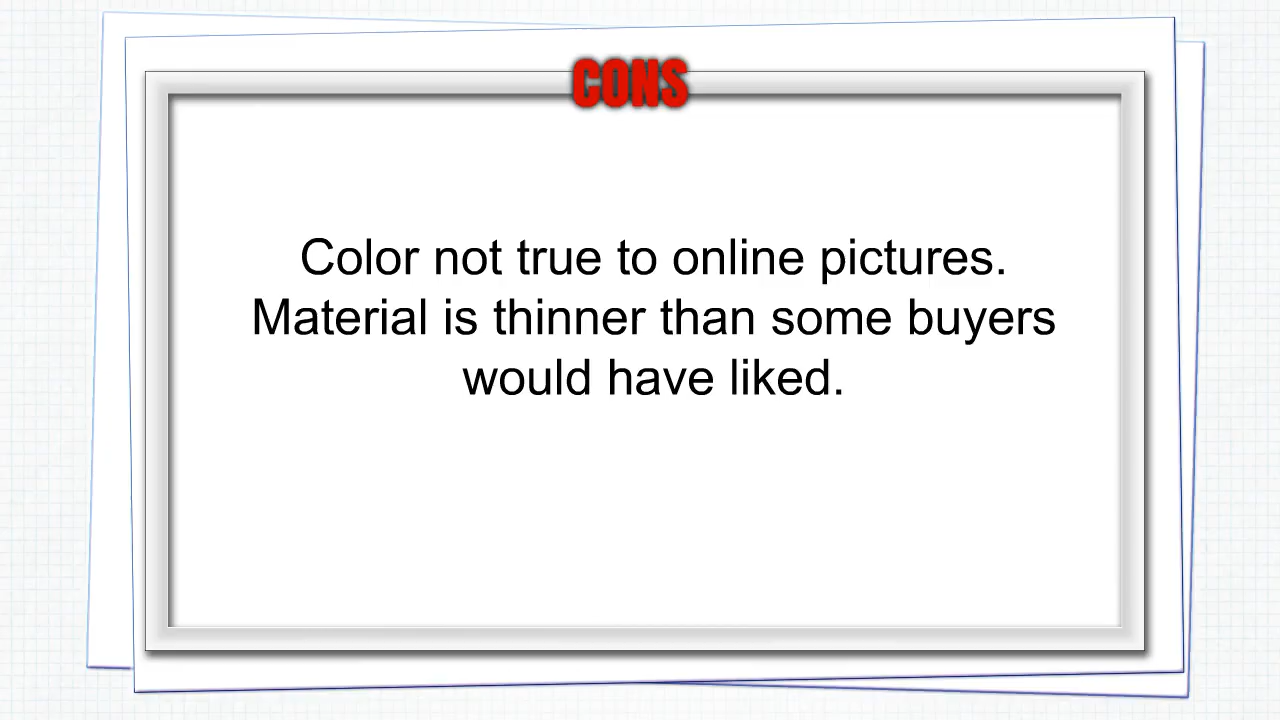 CONS
Color not true to online pictures.
Material is thinner than some buyers
would have liked.